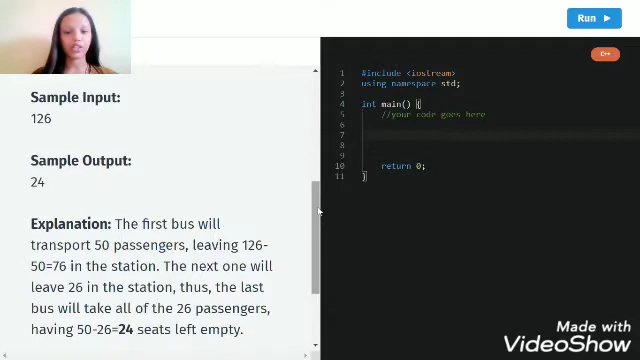 Run
C++
Sample Input:
126
Sample Output:
24
Explanation: The first bus will
transport 50 passengers, leaving 126-
50=76 in the station. The next one will
leave 26 in the station, thus, the last
bus will take all of the 26 passengers,
having 50-26=24 seats left empty.
1 #include <iostream>
2 using namespace std;
3
4 int main() {
5 //your code goes here
6
7
8
9
10 return 0;
11 }
Made with
VideoShow